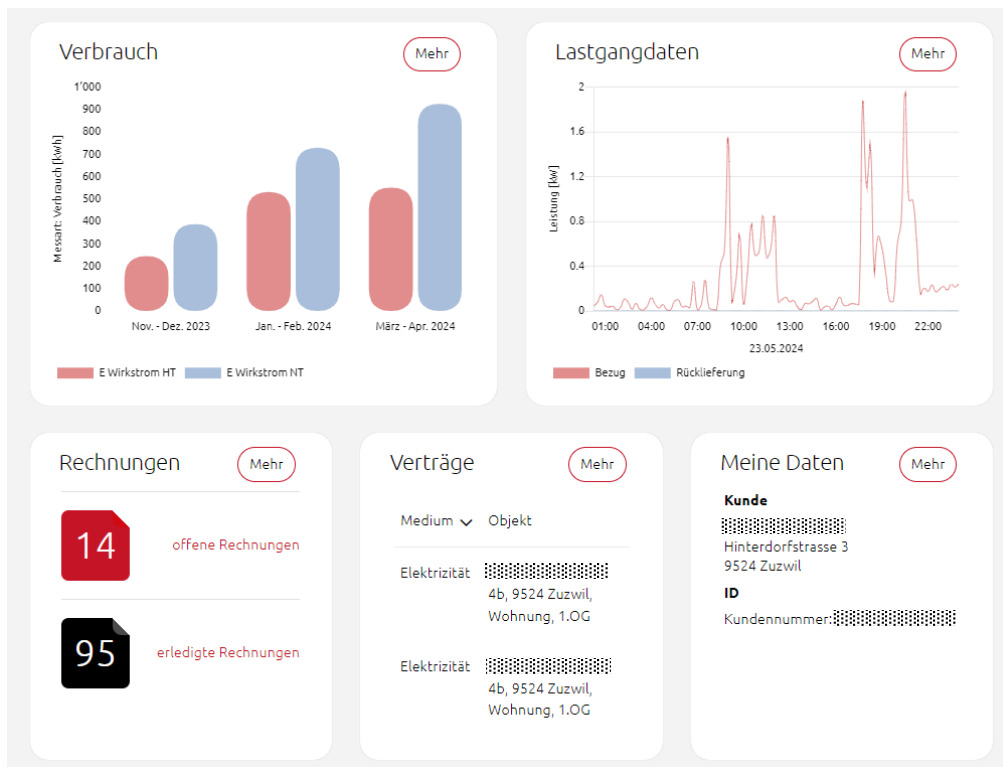 Verbrauch
Mehr
Messart: Verbrauch [kWh]
1'000
900
800
700
600
500
400
300
200
100
0
Nov. - Dez. 2023
Jan. - Feb. 2024
März - Apr. 2024
E Wirkstrom HT
E Wirkstrom NT
Lastgangdaten
Mehr
Leistung [kW]
2
1.6
1.2
0.8
0.4
0
01:00 04:00 07:00 10:00 13:00 16:00 19:00 22:00
23.05.2024
Bezug
Rücklieferung
Rechnungen
Mehr
14
offene Rechnungen
95
erledigte Rechnungen
Verträge
Mehr
Medium
Objekt
Elektrizität
4b, 9524 Zuzwil,
Wohnung, 1.OG
Elektrizität
4b, 9524 Zuzwil,
Wohnung, 1.OG
Meine Daten
Mehr
Kunde
Hinterdorfstrasse 3
9524 Zuzwil
ID
Kundennummer: